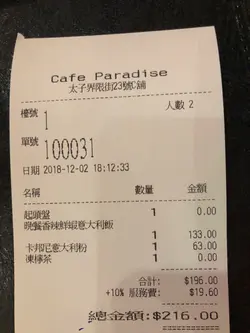 Cafe Paradise
太子界限街23號C舖
檯號 1 人數 2
單號 100031
日期 2018-12-02 18:12:33
名稱 數量 金額
起頭盤 1 0.00
晚餐香辣鮮蝦意大利飯
1 133.00
卡邦尼意大利粉 1 63.00
凍檸茶 1 0.00
合計: $196.00
+10% 服務費: $19.60
總金額:$216.00